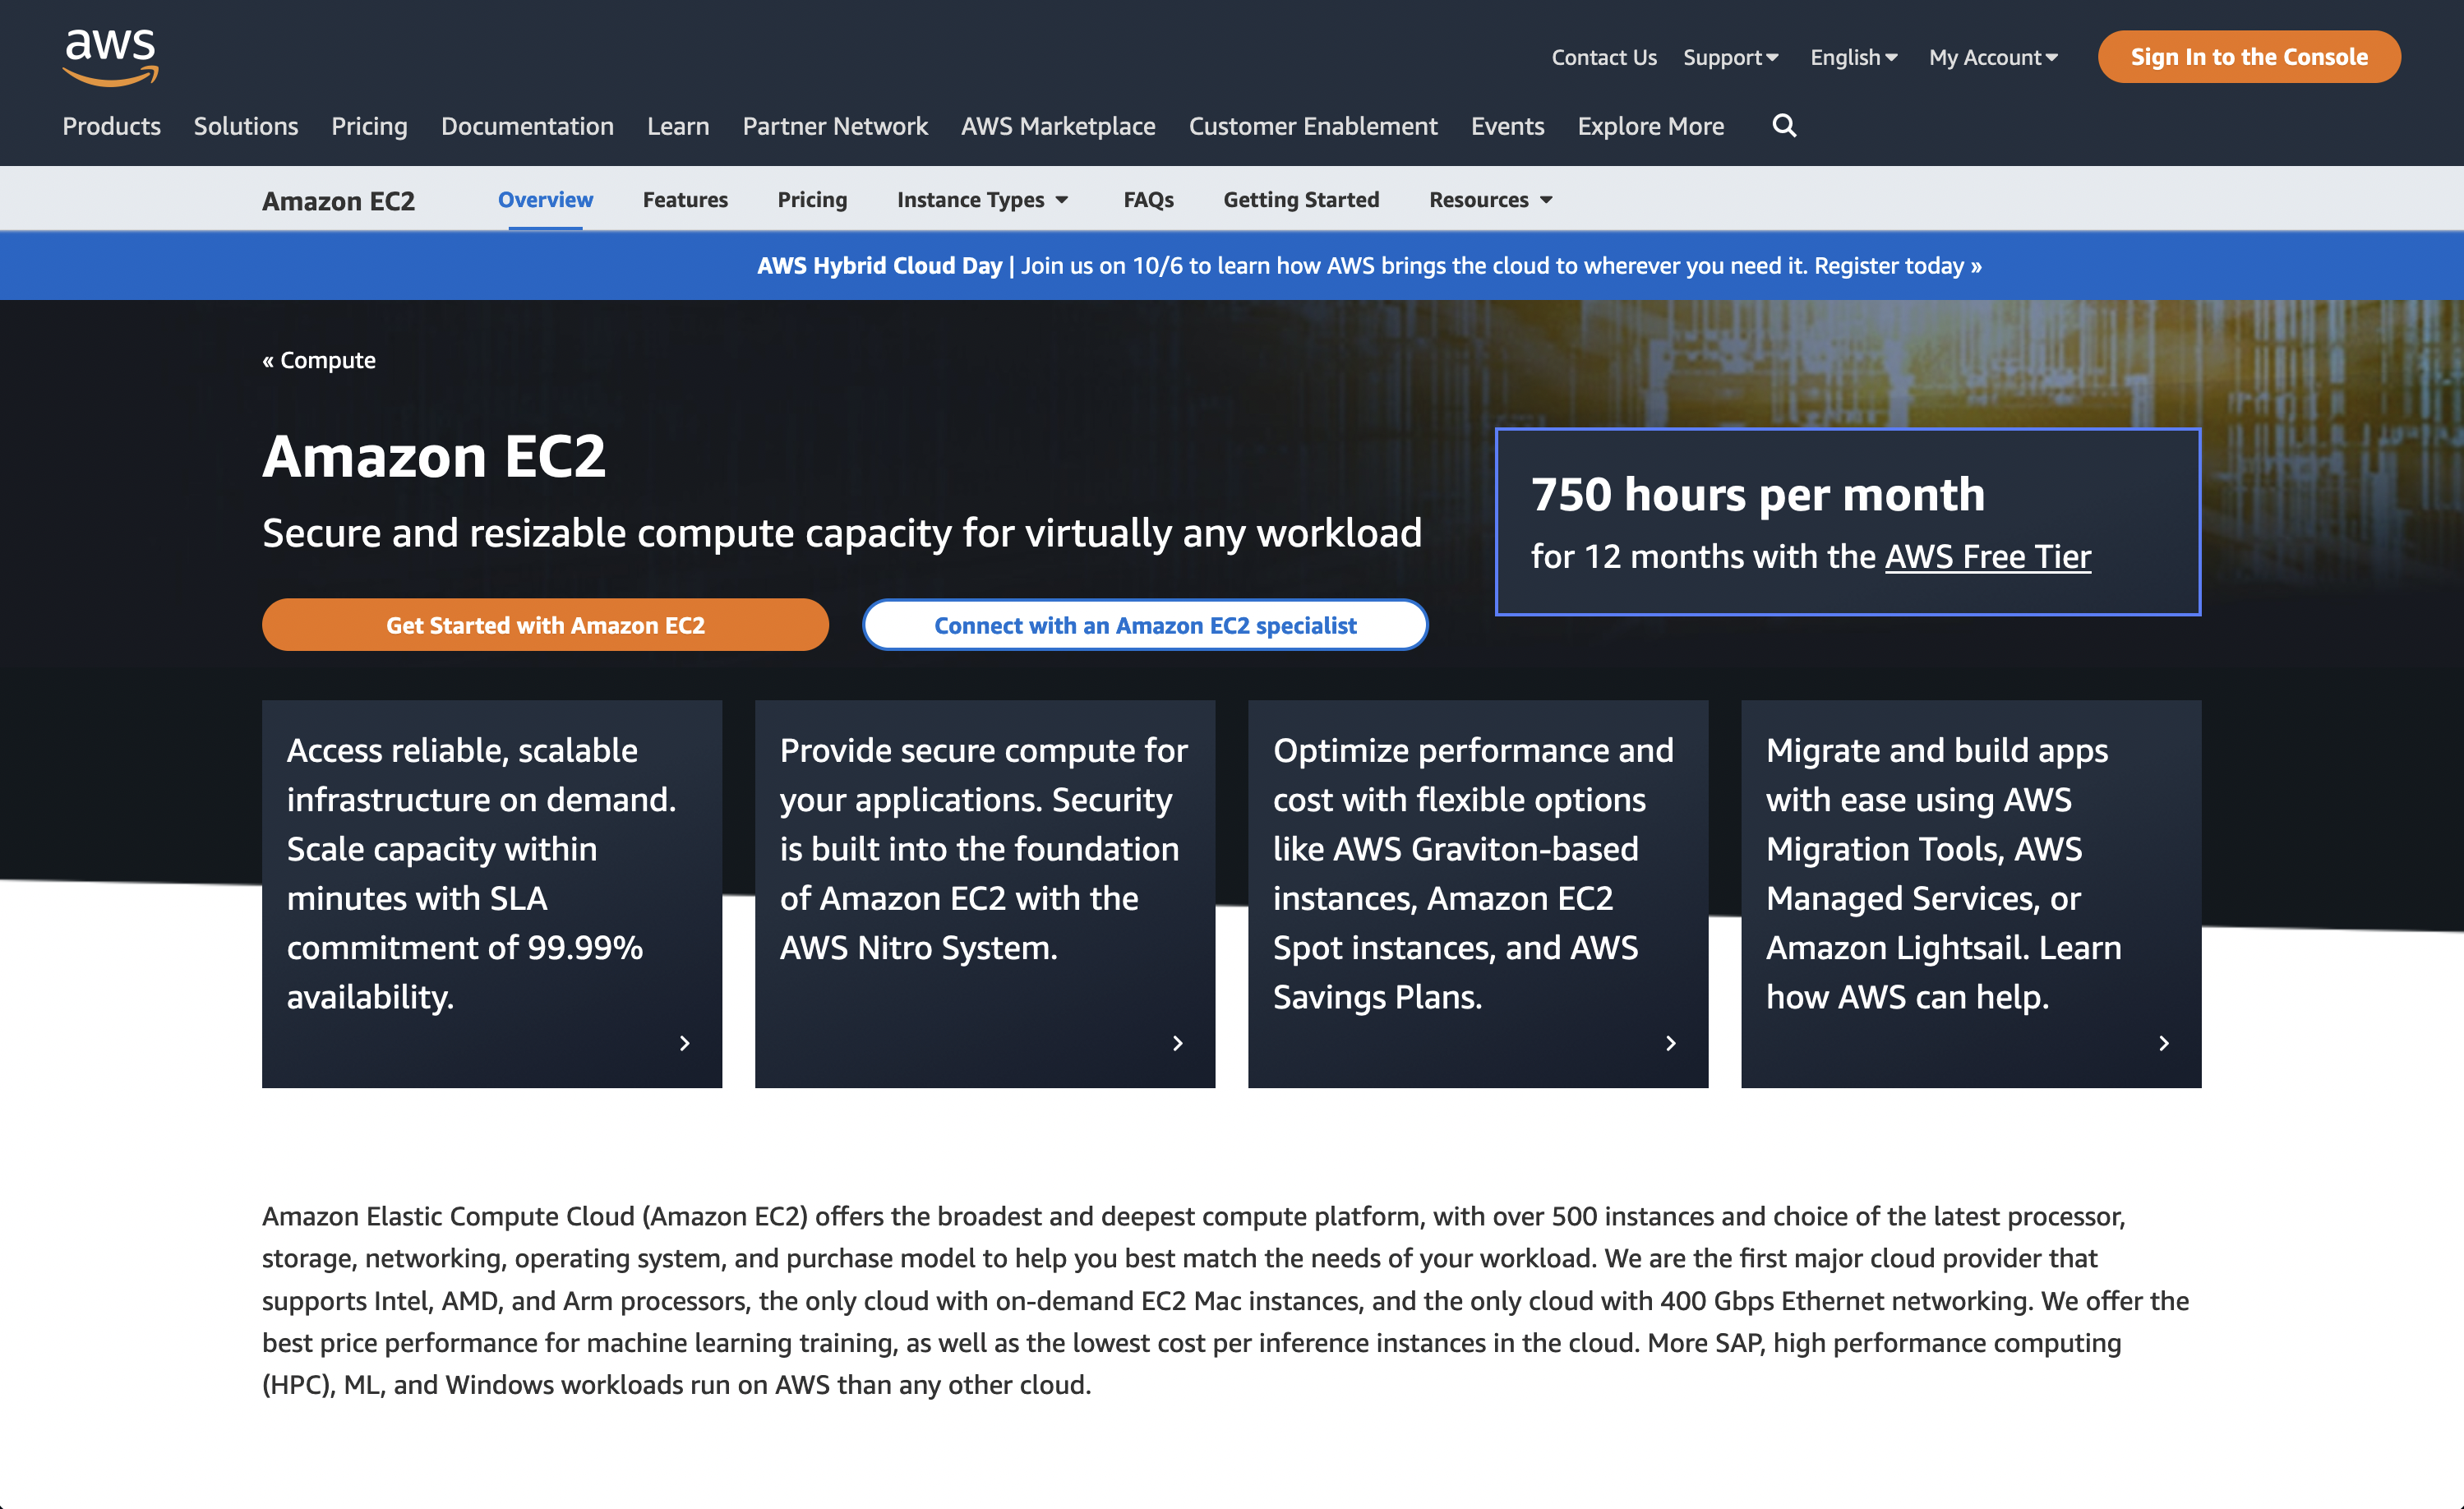 aws
Contact Us Support English My Account Sign In to the Console
Products Solutions Pricing Documentation Learn Partner Network AWS Marketplace Customer Enablement Events Explore More
Amazon EC2 Overview Features Pricing Instance Types FAQs Getting Started Resources
AWS Hybrid Cloud Day | Join us on 10/6 to learn how AWS brings the cloud to wherever you need it. Register today »
« Compute
Amazon EC2
Secure and resizable compute capacity for virtually any workload
Get Started with Amazon EC2
Connect with an Amazon EC2 specialist
750 hours per month
for 12 months with the AWS Free Tier
Access reliable, scalable
infrastructure on demand.
Scale capacity within
minutes with SLA
commitment of 99.99%
availability.
Provide secure compute for
your applications. Security
is built into the foundation
of Amazon EC2 with the
AWS Nitro System.
Optimize performance and
cost with flexible options
like AWS Graviton-based
instances, Amazon EC2
Spot instances, and AWS
Savings Plans.
Migrate and build apps
with ease using AWS
Migration Tools, AWS
Managed Services, or
Amazon Lightsail. Learn
how AWS can help.
Amazon Elastic Compute Cloud (Amazon EC2) offers the broadest and deepest compute platform, with over 500 instances and choice of the latest processor,
storage, networking, operating system, and purchase model to help you best match the needs of your workload. We are the first major cloud provider that
supports Intel, AMD, and Arm processors, the only cloud with on-demand EC2 Mac instances, and the only cloud with 400 Gbps Ethernet networking. We offer the
best price performance for machine learning training, as well as the lowest cost per inference instances in the cloud. More SAP, high performance computing
(HPC), ML, and Windows workloads run on AWS than any other cloud.